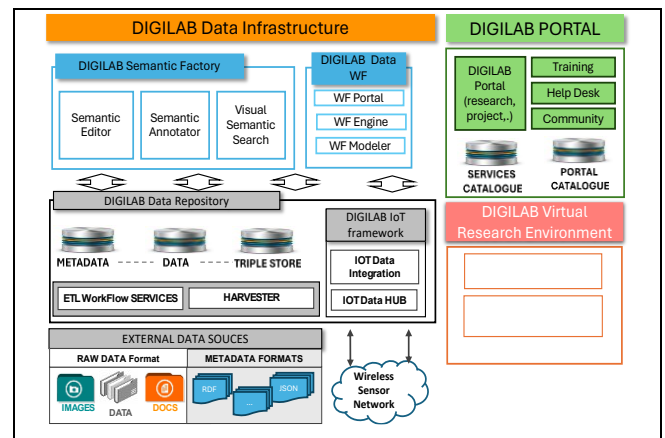 DIGILAB Data Infrastructure
DIGILAB PORTAL
DIGILAB Semantic Factory
Semantic
Editor
Semantic
Annotator
Visual
Semantic
Search
DIGILAB Data
WF
WF Portal
WF Engine
WF Modeler
DIGILAB
Portal
(research,
project,.)
Training
Help Desk
Community
SERVICES
CATALOGUE
PORTAL
CATALOGUE
DIGILAB Data Repository
METADATA
DATA
TRIPLE STORE
ETL WorkFlow SERVICES
HARVESTER
DIGILAB IoT
framework
IOT Data
Integration
IOT Data HUB
DIGILAB Virtual
Research Environment
EXTERNAL DATA SOUCES
RAW DATA Format
METADATA FORMATS
IMAGES
DATA
DOCS
RDF
...
JSON
Wireless
Sensor
Network